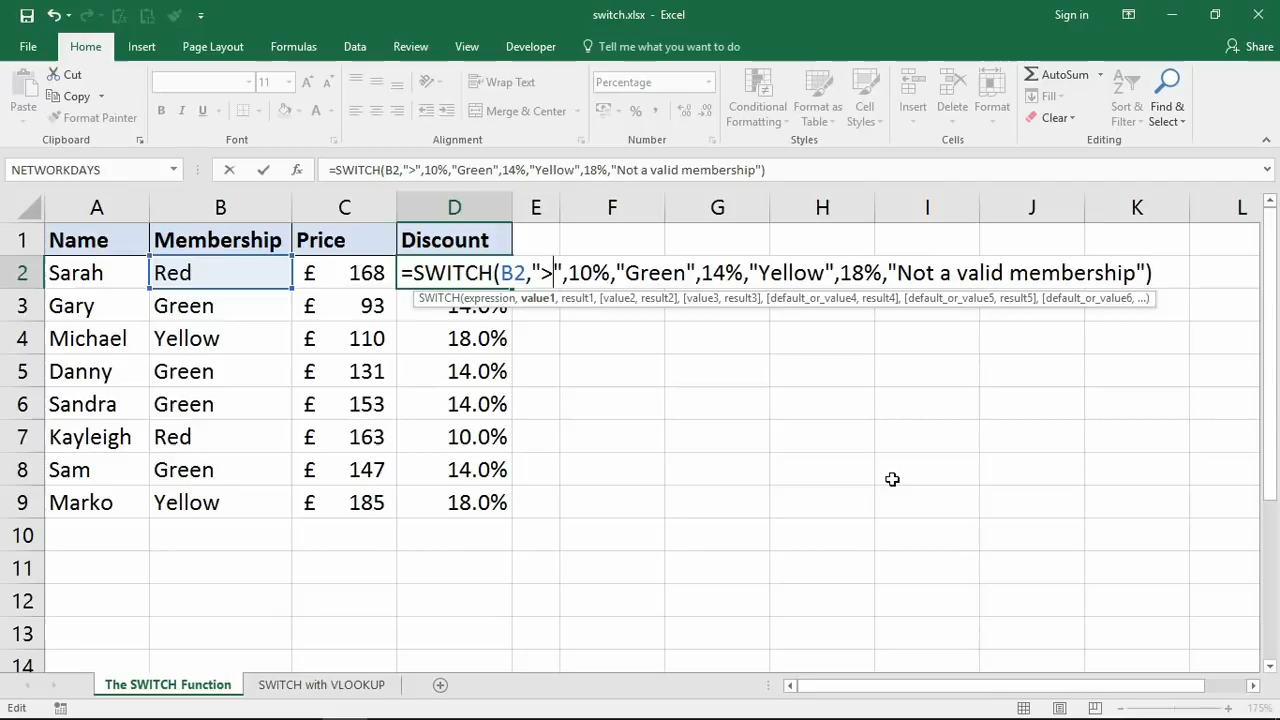 switch.xlsx - Excel
Sign in
File Home Insert Page Layout Formulas Data Review View Developer Tell me what you want to do Share
Paste
Cut
Copy
Format Painter
Clipboard
11
B I U
Font
Wrap Text
Merge & Center
Alignment
Percentage
%
Number
Conditional Formatting
Format as Table
Cell Styles
Styles
Insert
Delete
Format
Cells
AutoSum
Fill
Clear
Sort & Filter
Find & Select
Editing
NETWORKDAYS
fx
=SWITCH(B2,">",10%,"Green",14%,"Yellow",18%,"Not a valid membership")
A B C D E F G H I J K L
1 Name Membership Price Discount
2 Sarah Red £ 168 =SWITCH(B2,">",10%,"Green",14%,"Yellow",18%,"Not a valid membership")
SWITCH(expression, value1, result1, [value2, result2], [value3, result3], [default_or_value4, result4], [default_or_value5, result5], [default_or_value6, ...)
3 Gary Green £ 93 14.0%
4 Michael Yellow £ 110 18.0%
5 Danny Green £ 131 14.0%
6 Sandra Green £ 153 14.0%
7 Kayleigh Red £ 163 10.0%
8 Sam Green £ 147 14.0%
9 Marko Yellow £ 185 18.0%
10
11
12
13
14
The SWITCH Function SWITCH with VLOOKUP
Edit
175%